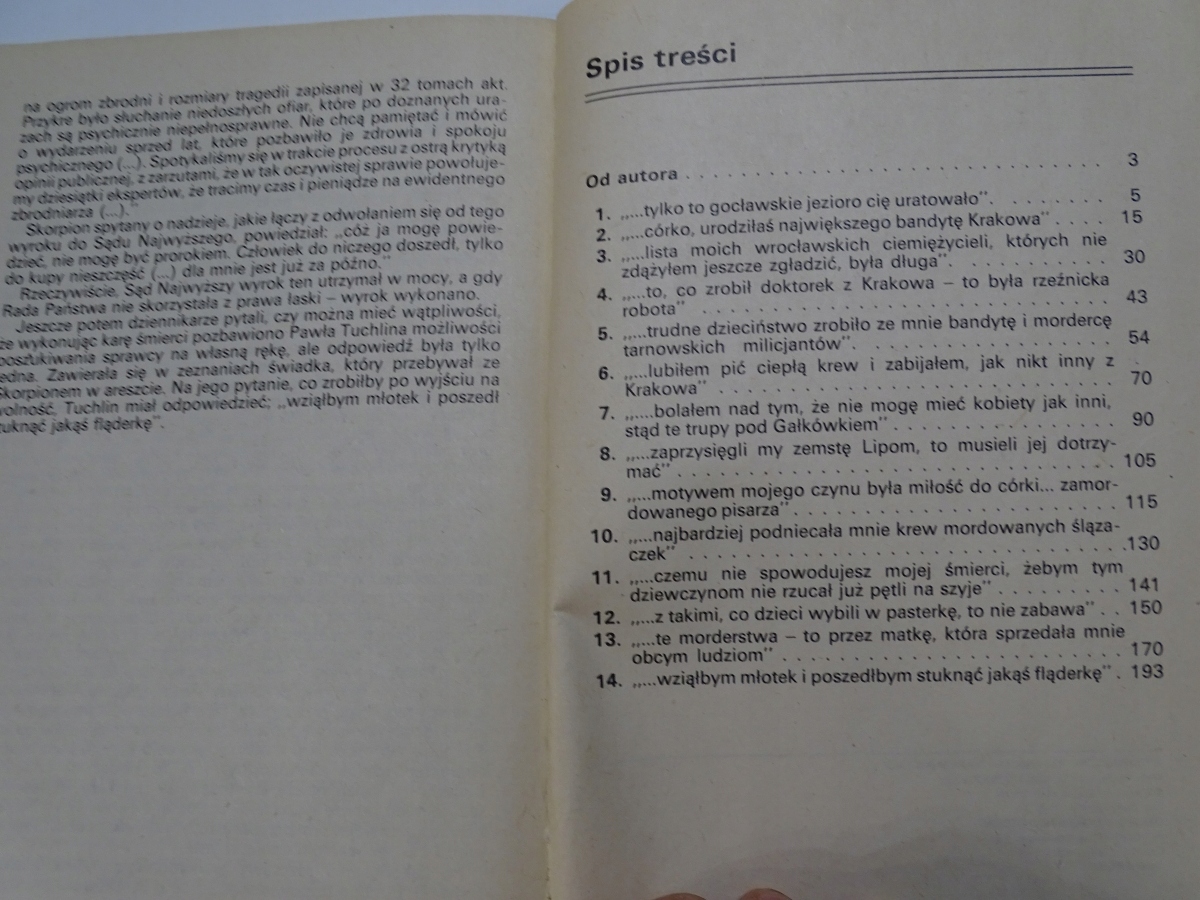 na ogrom zbrodni i rozmiary tragedii zapisanej w 32 tomach akt.
Przykre było słuchanie niedoszłych ofiar, które po doznanych ura-
zach są psychicznie niepełnosprawne. Nie chcą pamiętać i mówić
o wydarzeniu sprzed lat, które pozbawiło je zdrowia i spokoju
psychicznego (...). Spotykaliśmy się w trakcie procesu z ostrą krytyką
opinii publicznej, z zarzutami, że w tak oczywistej sprawie powołuje-
my dziesiątki ekspertów, że tracimy czas i pieniądze na ewidentnego
zbrodniarza (...)."
Skorpion spytany o nadzieje, jakie łączy z odwołaniem się od tego
wyroku do Sądu Najwyższego, powiedział: „cóż ja mogę powie-
dzieć, nie mogę być prorokiem. Człowiek do niczego doszedł, tylko
do kupy nieszczęść (...) dla mnie jest już za późno."
Rzeczywiście, Sąd Najwyższy wyrok ten utrzymał w mocy, a gdy
Rada Państwa nie skorzystała z prawa łaski – wyrok wykonano.
Jeszcze potem dziennikarze pytali, czy można mieć wątpliwości,
że wykonując karę śmierci pozbawiono Pawła Tuchlina możliwości
poszukiwania sprawcy na własną rękę, ale odpowiedź była tylko
jedna. Zawierała się w zeznaniach świadka, który przebywał ze
Skorpionem w areszcie. Na jego pytanie, co zrobiłby po wyjściu na
wolność, Tuchlin miał odpowiedzieć: „wziąłbym młotek i poszedł
stuknąć jakąś fląderkę".
Spis treści
Od autora . . . . . . . . . . . . . . . . . . . . . . . . . . 3
1. „...tylko to gocławskie jezioro cię uratowało". . . . . . . . . 5
2. „...córko, urodziłaś największego bandytę Krakowa" . . . . 15
3. „...lista moich wrocławskich ciemiężycieli, których nie
zdążyłem jeszcze zgładzić, była długa". . . . . . . . . . . 30
4. „...to, co zrobił doktorek z Krakowa – to była rzeźnicka
robota" . . . . . . . . . . . . . . . . . . . . . . . . . . 43
5. „...trudne dzieciństwo zrobiło ze mnie bandytę i mordercę
tarnowskich milicjantów". . . . . . . . . . . . . . . . . 54
6. „...lubiłem pić ciepłą krew i zabijałem, jak nikt inny z
Krakowa" . . . . . . . . . . . . . . . . . . . . . . . . . 70
7. „...bolałem nad tym, że nie mogę mieć kobiety jak inni,
stąd te trupy pod Gałkówkiem" . . . . . . . . . . . . . . 90
8. „...zaprzysięgli my zemstę Lipom, to musieli jej dotrzy-
mać" . . . . . . . . . . . . . . . . . . . . . . . . . . . 105
9. „...motywem mojego czynu była miłość do córki... zamor-
dowanego pisarza" . . . . . . . . . . . . . . . . . . . . 115
10. „...najbardziej podniecała mnie krew mordowanych śląza-
czek" . . . . . . . . . . . . . . . . . . . . . . . . . . .130
11. „...czemu nie spowodujesz mojej śmierci, żebym tym
dziewczynom nie rzucał już pętli na szyje" . . . . . . . . . 141
12. „...z takimi, co dzieci wybili w pasterkę, to nie zabawa" . . 150
13. „...te morderstwa – to przez matkę, która sprzedała mnie
obcym ludziom" . . . . . . . . . . . . . . . . . . . . . . 170
14. „...wziąłbym młotek i poszedłbym stuknąć jakąś fląderkę" . 193